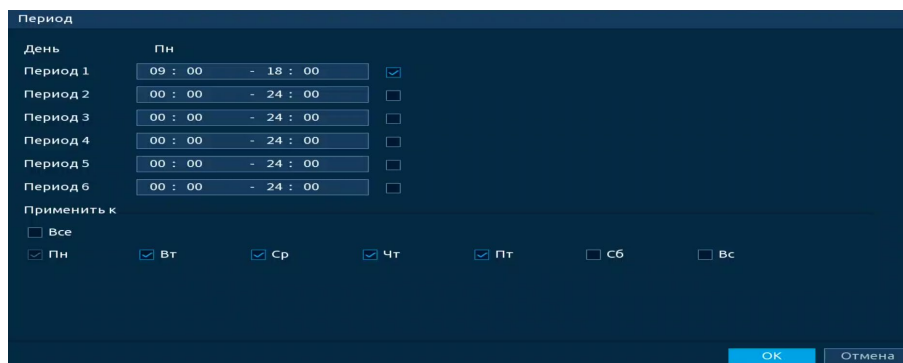 Период
День Пн
Период 1 09 : 00 - 18 : 00
Период 2 00 : 00 - 24 : 00
Период 3 00 : 00 - 24 : 00
Период 4 00 : 00 - 24 : 00
Период 5 00 : 00 - 24 : 00
Период 6 00 : 00 - 24 : 00
Применить к
Все
Пн Вт Ср Чт Пт Сб Вс
OK Отмена